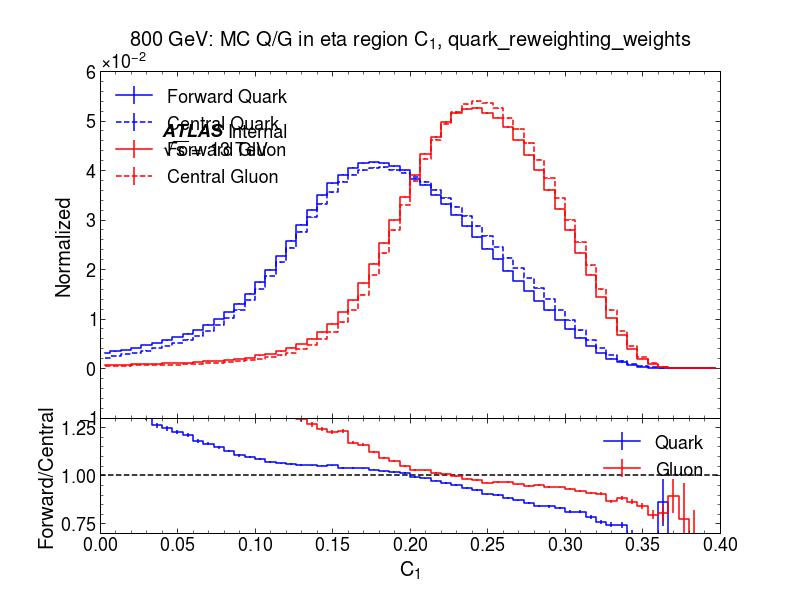 800 GeV: MC Q/G in eta region C₁, quark_reweighting_weights
×10⁻²
6
5
4
3
2
1
0
−1
Normalized
Forward Quark
Central Quark
ATLAS Internal
Forward Gluon
√s = 13 TeV
Central Gluon
1.25
1.00
0.75
Forward/Central
Quark
Gluon
0.00 0.05 0.10 0.15 0.20 0.25 0.30 0.35 0.40
C₁